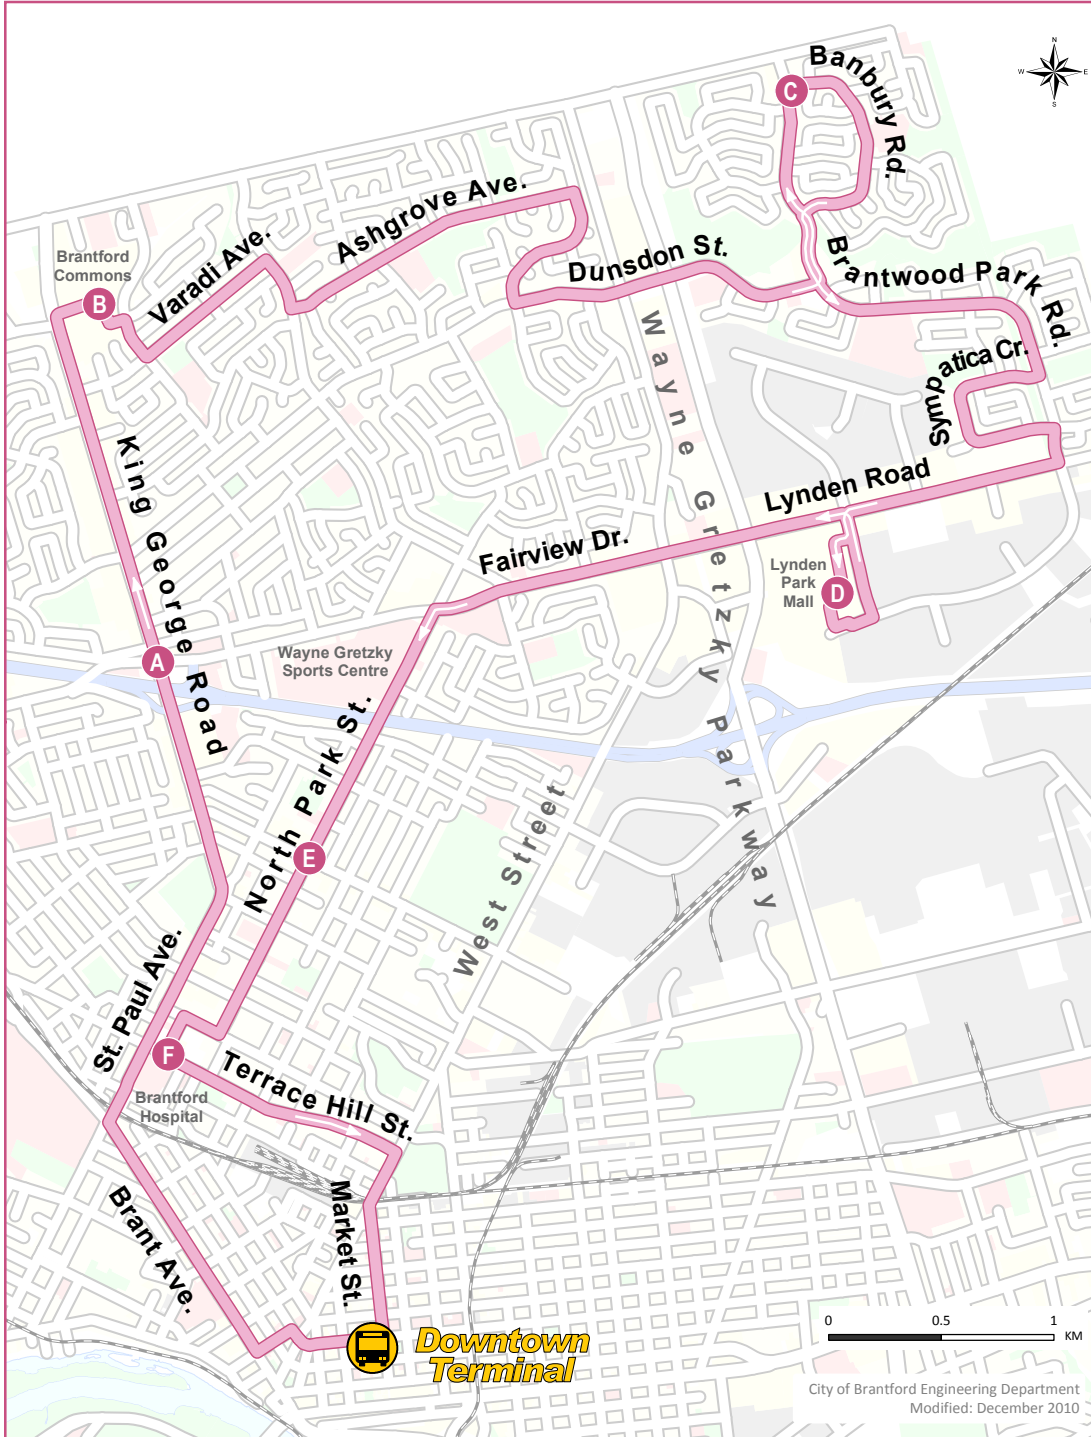 N
W
E
S
C
Banbury Rd.
Ashgrove Ave.
Varadi Ave.
Brantford
Commons
B
Dunsdon St.
Brantwood Park Rd.
Sympatica Cr.
Wayne Gretzky Parkway
King George Road
Lynden Road
Fairview Dr.
Lynden
Park
Mall
D
Wayne Gretzky
Sports Centre
A
North Park St.
E
West Street
St. Paul Ave.
F
Terrace Hill St.
Brantford
Hospital
Market St.
Brant Ave.
Downtown
Terminal
0
0.5
1
KM
City of Brantford Engineering Department
Modified: December 2010